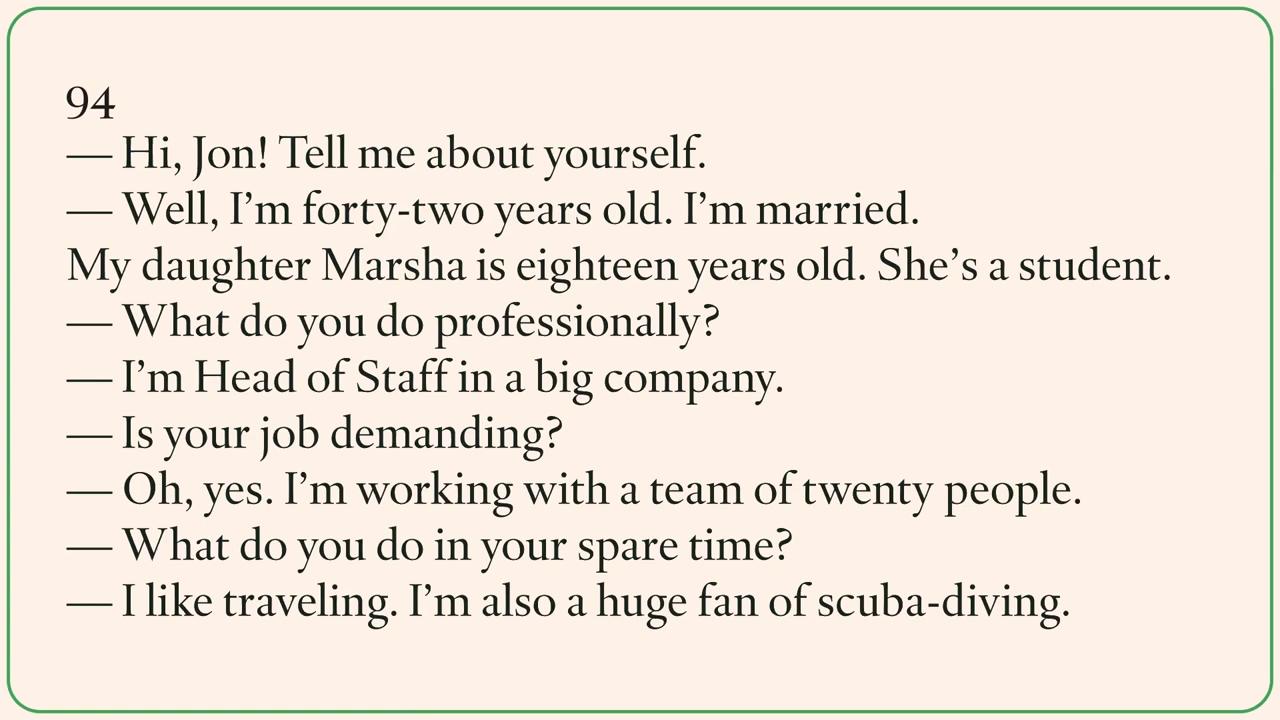 94
— Hi, Jon! Tell me about yourself.
— Well, I’m forty-two years old. I’m married.
My daughter Marsha is eighteen years old. She’s a student.
— What do you do professionally?
— I’m Head of Staff in a big company.
— Is your job demanding?
— Oh, yes. I’m working with a team of twenty people.
— What do you do in your spare time?
— I like traveling. I’m also a huge fan of scuba-diving.